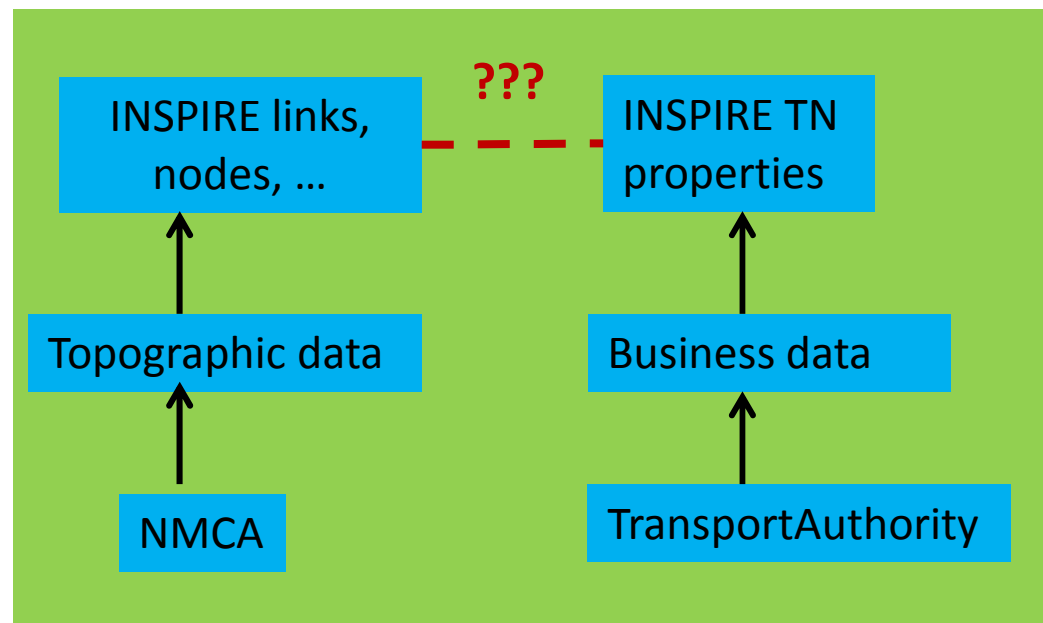 ???
INSPIRE links,
nodes, …
INSPIRE TN
properties
Topographic data
Business data
NMCA
TransportAuthority